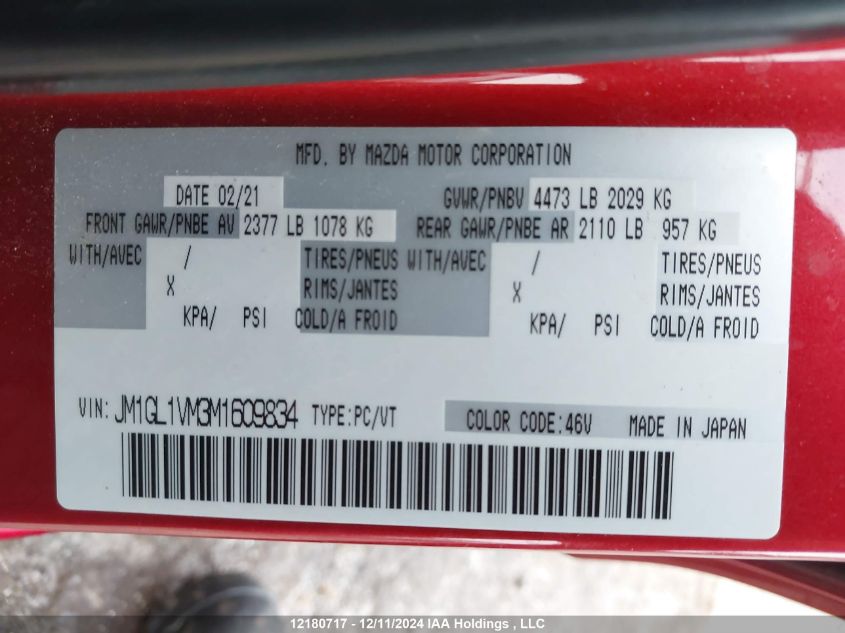 MFD. BY MAZDA MOTOR CORPORATION
DATE 02/21 GVWR/PNBV 4473 LB 2029 KG
FRONT GAWR/PNBE AV 2377 LB 1078 KG REAR GAWR/PNBE AR 2110 LB 957 KG
WITH/AVEC / TIRES/PNEUS WITH/AVEC / TIRES/PNEUS
X RIMS/JANTES X RIMS/JANTES
KPA/ PSI COLD/A FROID KPA/ PSI COLD/A FROID
VIN: JM1GL1VM3M1609834 TYPE:PC/VT COLOR CODE:46V MADE IN JAPAN
12180717 - 12/11/2024 IAA Holdings , LLC